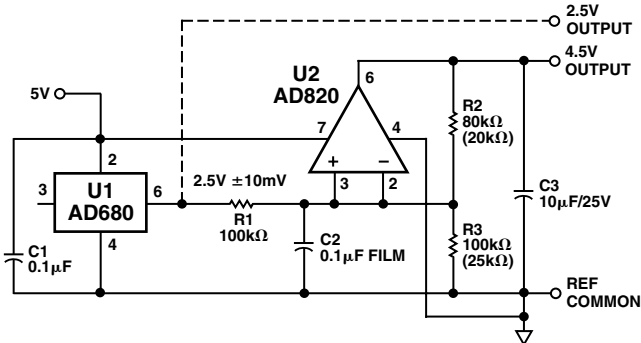 2.5V
OUTPUT
4.5V
OUTPUT
U2
AD820
6
5V
7
4
R2
80kΩ
(20kΩ)
2
+
−
3
2
3
U1
AD680
6
2.5V ±10mV
R1
100kΩ
C3
10µF/25V
4
C1
0.1µF
C2
0.1µF FILM
R3
100kΩ
(25kΩ)
REF
COMMON